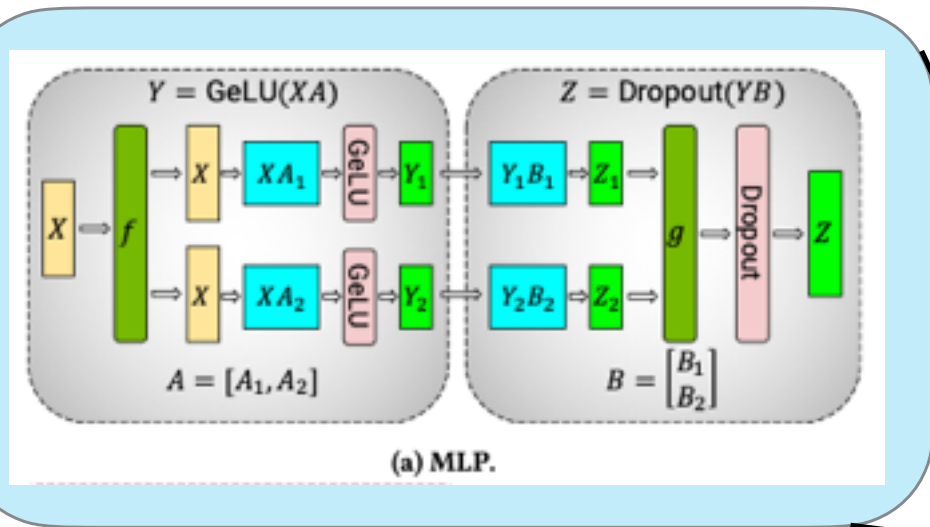 Y = GeLU(XA)
Z = Dropout(YB)
X
f
X
XA₁
GeLU
Y₁
Y₁B₁
Z₁
X
XA₂
GeLU
Y₂
Y₂B₂
Z₂
g
Dropout
Z
A = [A₁, A₂]
B = [B₁
B₂]
(a) MLP.